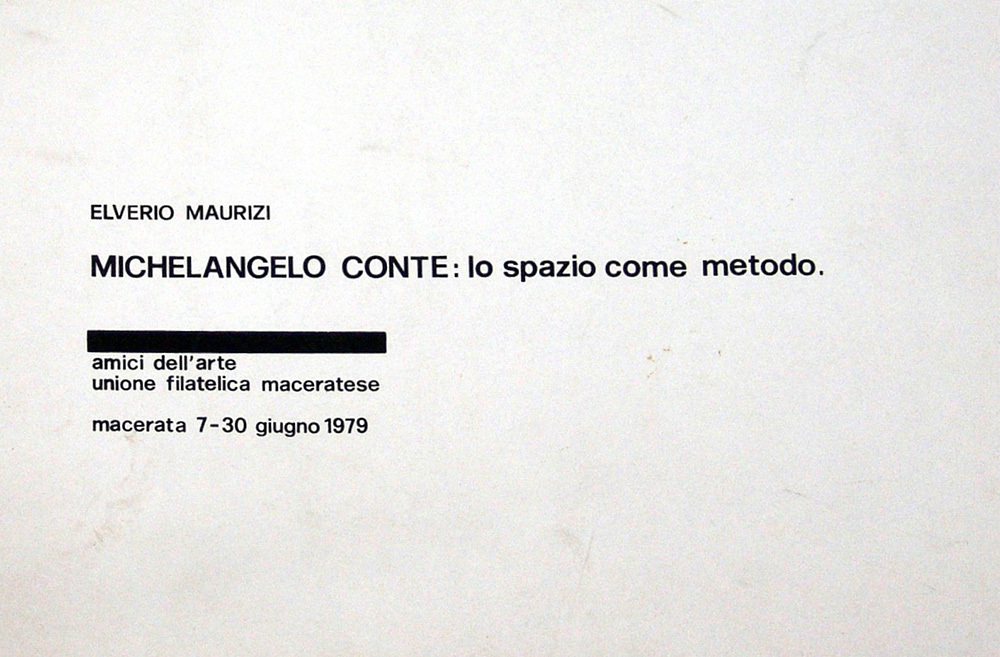 ELVERIO MAURIZI
MICHELANGELO CONTE: lo spazio come metodo.
amici dell'arte
unione filatelica maceratese
macerata 7-30 giugno 1979